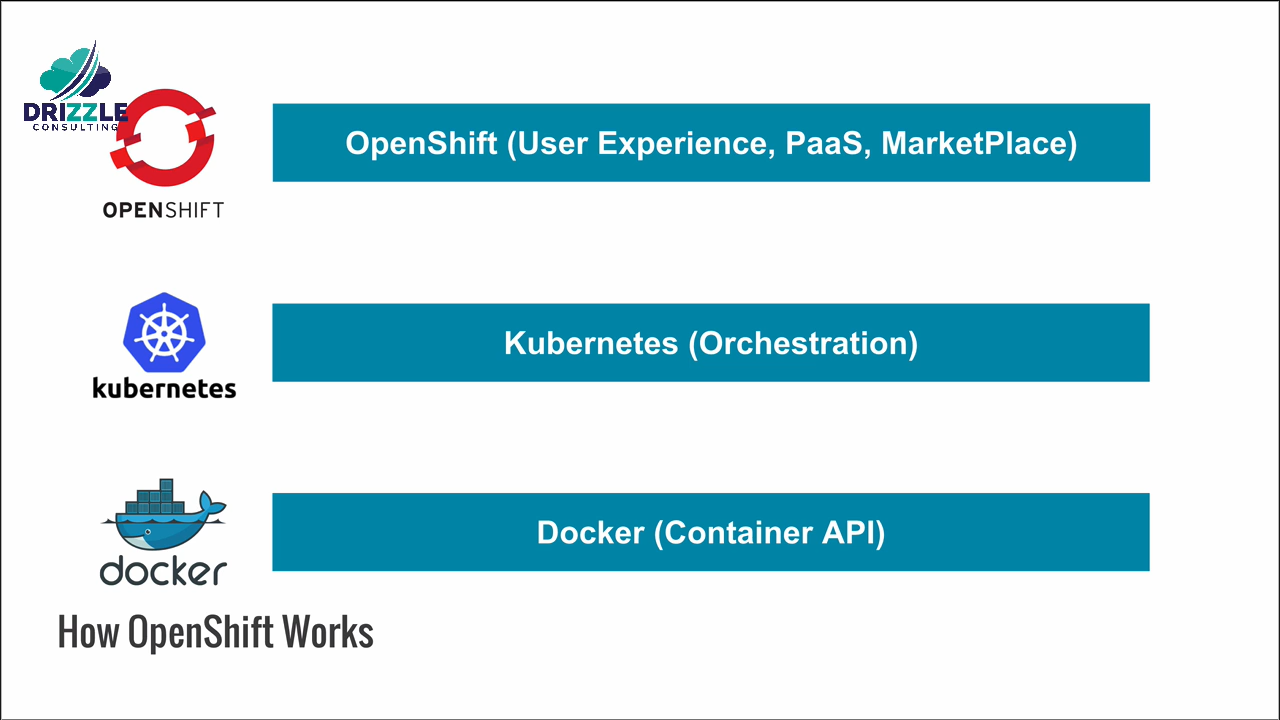 DRIZZLE
CONSULTING
OPENSHIFT
OpenShift (User Experience, PaaS, MarketPlace)
kubernetes
Kubernetes (Orchestration)
docker
Docker (Container API)
How OpenShift Works